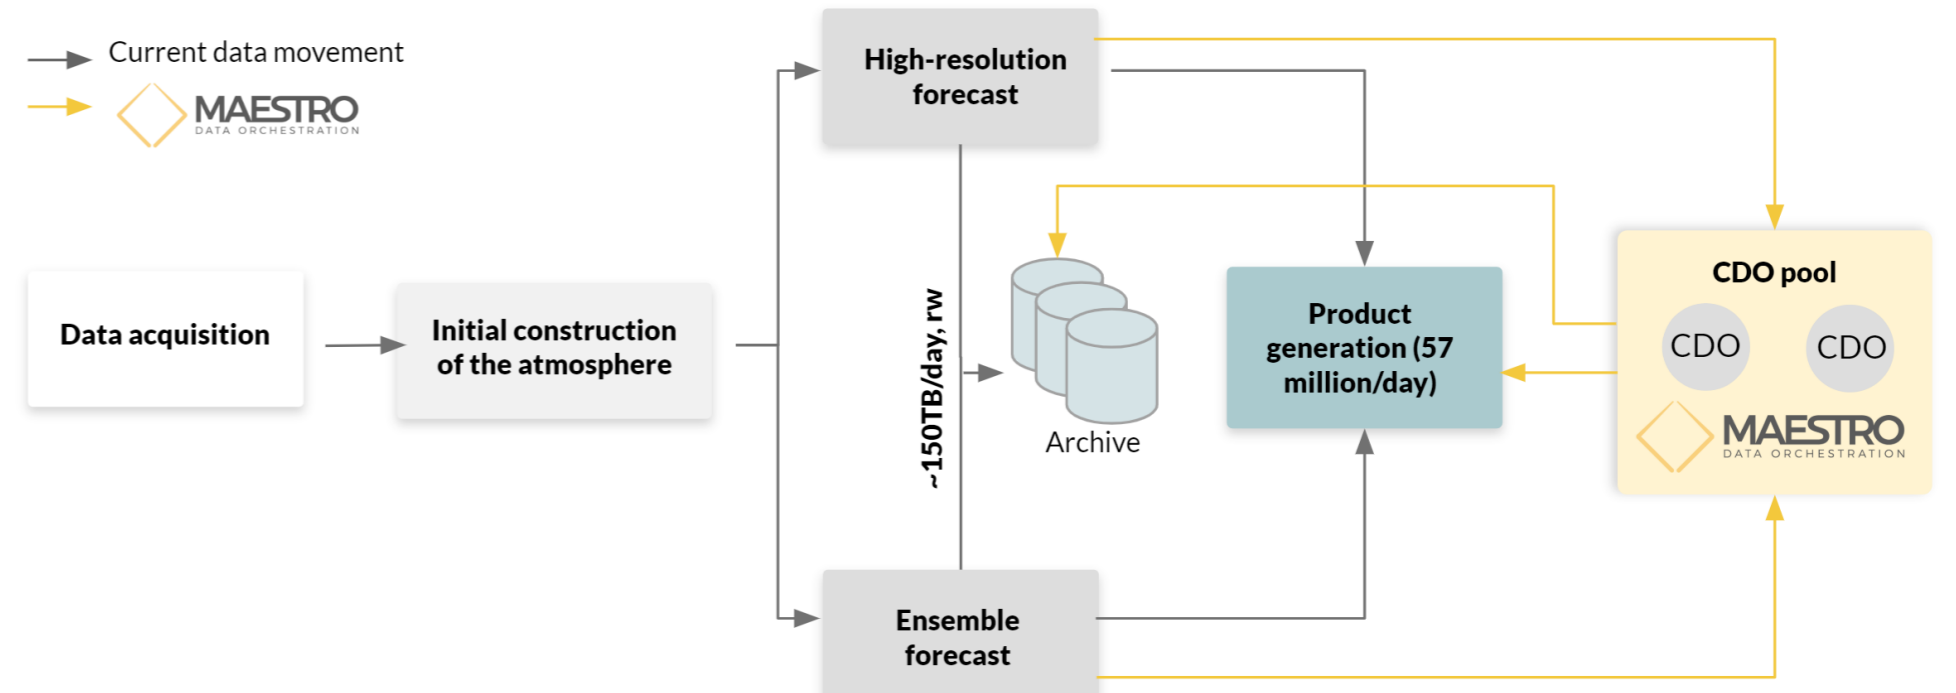 Current data movement
MAESTRO
DATA ORCHESTRATION
High-resolution
forecast
Data acquisition
Initial construction
of the atmosphere
~150TB/day, rw
Archive
Product
generation (57
million/day)
CDO pool
CDO
CDO
MAESTRO
DATA ORCHESTRATION
Ensemble
forecast